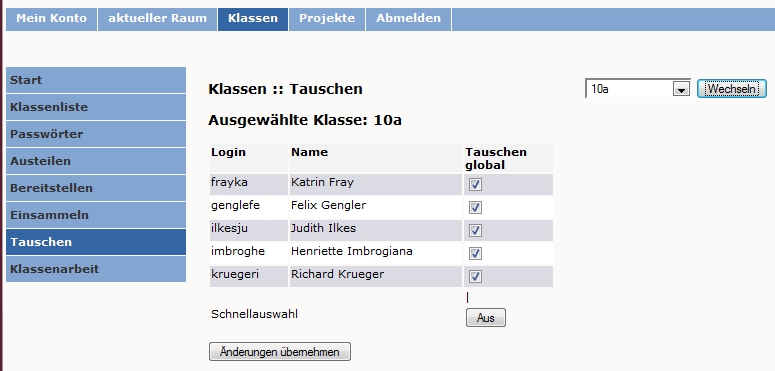 Mein Konto aktueller Raum Klassen Projekte Abmelden
Start
Klassenliste
Passwörter
Austeilen
Bereitstellen
Einsammeln
Tauschen
Klassenarbeit
Klassen :: Tauschen
10a Wechseln
Ausgewählte Klasse: 10a
Login Name Tauschen
global
frayka Katrin Fray
genglefe Felix Gengler
ilkesju Judith Ilkes
imbroghe Henriette Imbrogiana
kruegeri Richard Krueger
|
Schnellauswahl Aus
Änderungen übernehmen